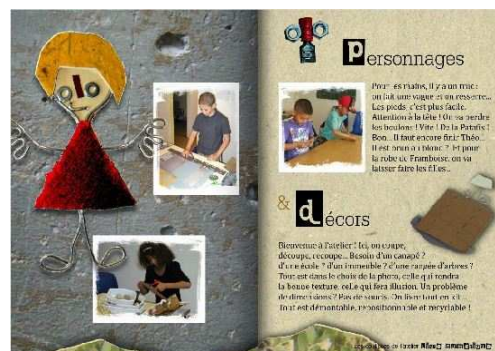 Personnages
Pour les mains, il y a un truc :
on fait une vague et on resserre...
Les pieds, c'est plus facile.
Attention à la tête ! On va perdre
les boulons ! Vite ! De la Patafix !
Bon... Il faut encore finir Théo...
Il est brun ou blanc ? Et pour
la robe de Framboise, on va
laisser faire les filles...
& décors
Bienvenue à l'atelier ! Ici, on coupe,
découpe, recoupe... Besoin d'un canapé ?
d'une école ? d'un immeuble ? d'une rangée d'arbres ?
Tout est dans le choix de la photo, celle qui rendra
la bonne texture, celle qui fera illusion. Un problème
de dimensions ? Pas de soucis. On livre tout en kit
Tout est démontable, repositionnable et recyclable !
de l'atelier